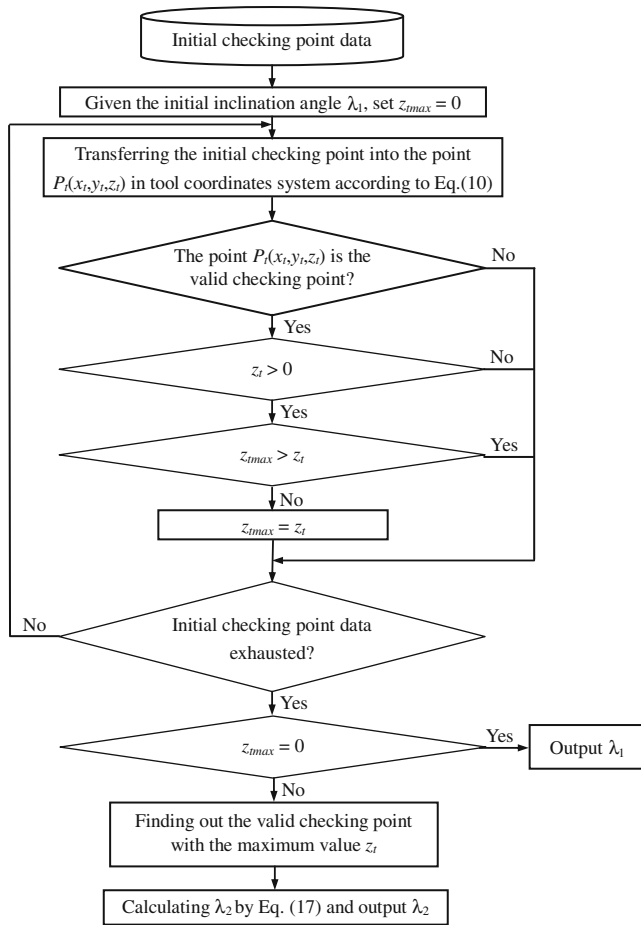 Initial checking point data
Given the initial inclination angle λ1, set ztmax = 0
Transferring the initial checking point into the point
Pt(xt,yt,zt) in tool coordinates system according to Eq.(10)
The point Pt(xt,yt,zt) is the
valid checking point?
No
Yes
zt > 0
No
Yes
ztmax > zt
Yes
No
ztmax = zt
Initial checking point data
exhausted?
No
Yes
ztmax = 0
Yes
Output λ1
No
Finding out the valid checking point
with the maximum value zt
Calculating λ2 by Eq. (17) and output λ2